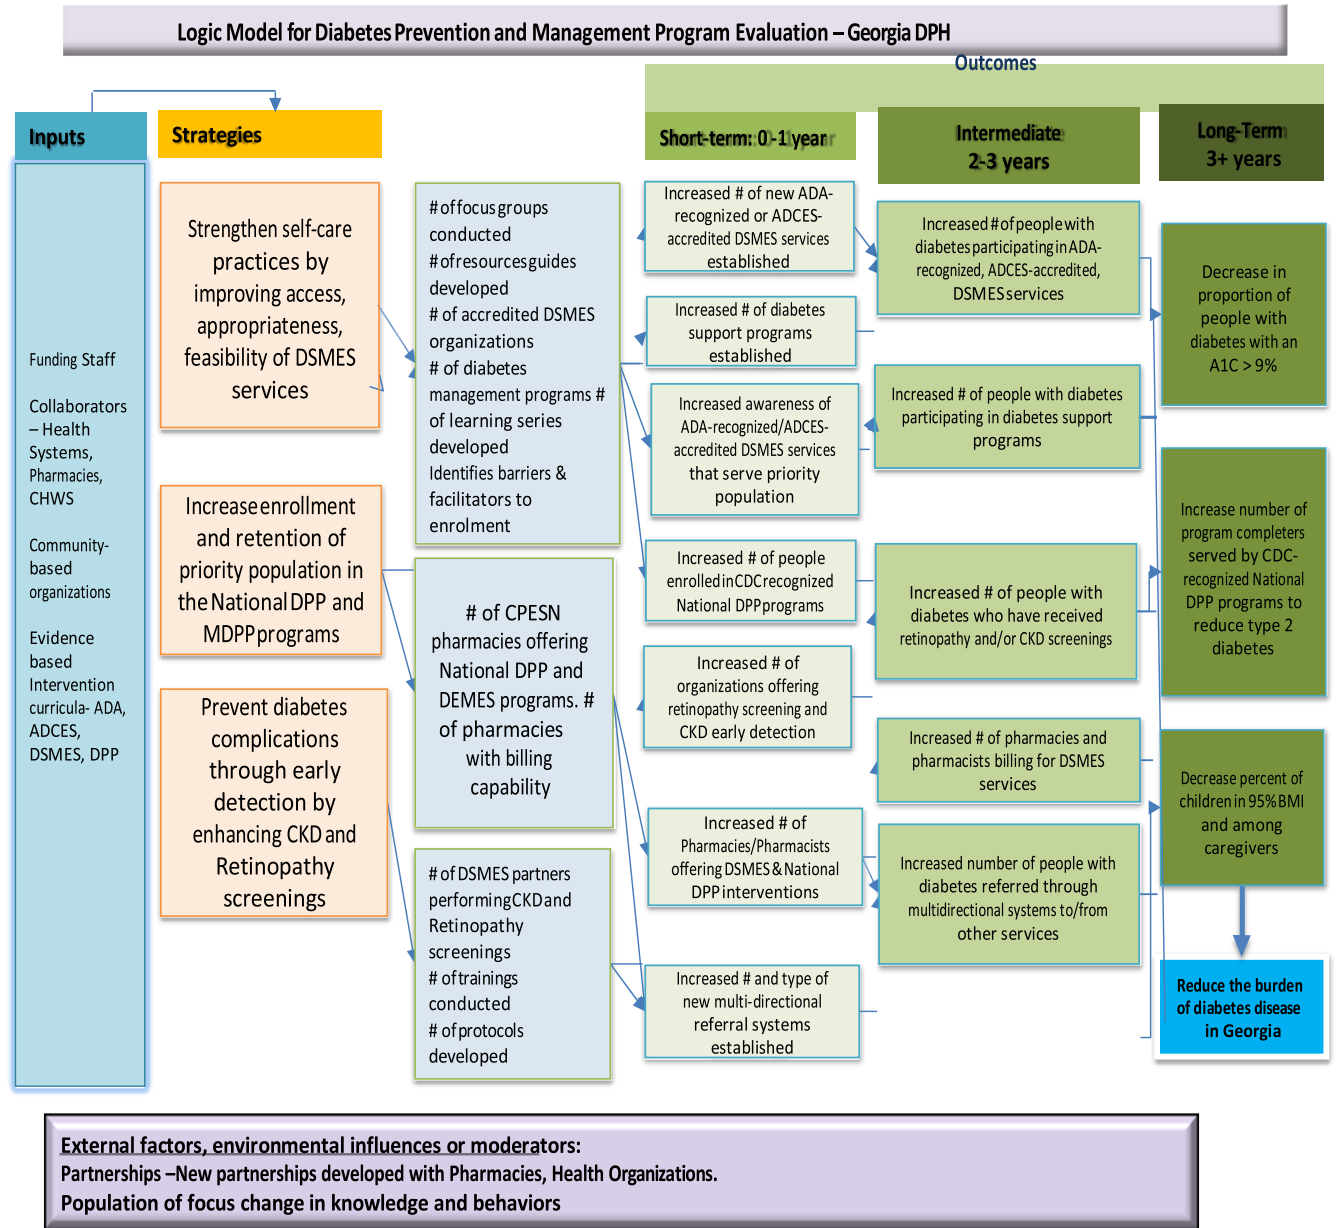 Logic Model for Diabetes Prevention and Management Program Evaluation – Georgia DPH
Outcomes
Inputs
Strategies
Short-term: 0 -1 year
Intermediate
2-3 years
Long-Term
3+ years
Funding Staff
Collaborators
– Health
Systems,
Pharmacies,
CHWS
Community-
based
organizations
Evidence
based
Intervention
curricula- ADA,
ADCES,
DSMES, DPP
Strengthen self-care
practices by
improving access,
appropriateness,
feasibility of DSMES
services
Increase enrollment
and retention of
priority population in
the National DPP and
MDPP programs
Prevent diabetes
complications
through early
detection by
enhancing CKD and
Retinopathy
screenings
# of focus groups
conducted
# of resources guides
developed
# of accredited DSMES
organizations
# of diabetes
management programs #
of learning series
developed
Identifies barriers &
facilitators to
enrolment
# of CPESN
pharmacies offering
National DPP and
DEMES programs. #
of pharmacies
with billing
capability
# of DSMES partners
performing CKD and
Retinopathy
screenings
# of trainings
conducted
# of protocols
developed
Increased # of new ADA-
recognized or ADCES-
accredited DSMES services
established
Increased # of diabetes
support programs
established
Increased awareness of
ADA-recognized/ADCES-
accredited DSMES services
that serve priority
population
Increased # of people
enrolled in CDC recognized
National DPP programs
Increased # of
organizations offering
retinopathy screening and
CKD early detection
Increased # of
Pharmacies/Pharmacists
offering DSMES & National
DPP interventions
Increased # and type of
new multi-directional
referral systems
established
Increased # of people with
diabetes participating in ADA-
recognized, ADCES-accredited,
DSMES services
Increased # of people with diabetes
participating in diabetes support
programs
Increased # of people with
diabetes who have received
retinopathy and/or CKD screenings
Increased # of pharmacies and
pharmacists billing for DSMES
services
Increased number of people with
diabetes referred through
multidirectional systems to/from
other services
Decrease in
proportion of
people with
diabetes with an
A1C > 9%
Increase number of
program completers
served by CDC-
recognized National
DPP programs to
reduce type 2
diabetes
Decrease percent of
children in 95% BMI
and among
caregivers
Reduce the burden
of diabetes disease
in Georgia
External factors, environmental influences or moderators:
Partnerships –New partnerships developed with Pharmacies, Health Organizations.
Population of focus change in knowledge and behaviors